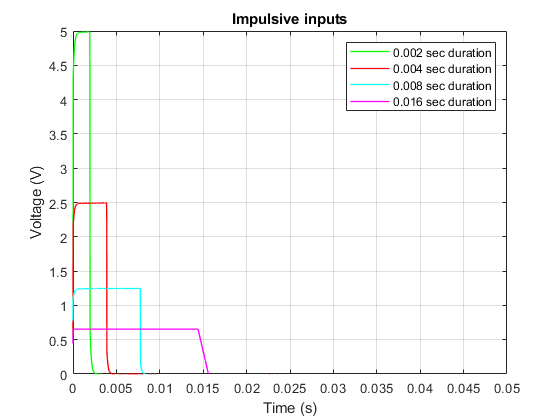 Impulsive inputs
0.002 sec duration
0.004 sec duration
0.008 sec duration
0.016 sec duration
Voltage (V)
5
4.5
4
3.5
3
2.5
2
1.5
1
0.5
0
0 0.005 0.01 0.015 0.02 0.025 0.03 0.035 0.04 0.045 0.05
Time (s)